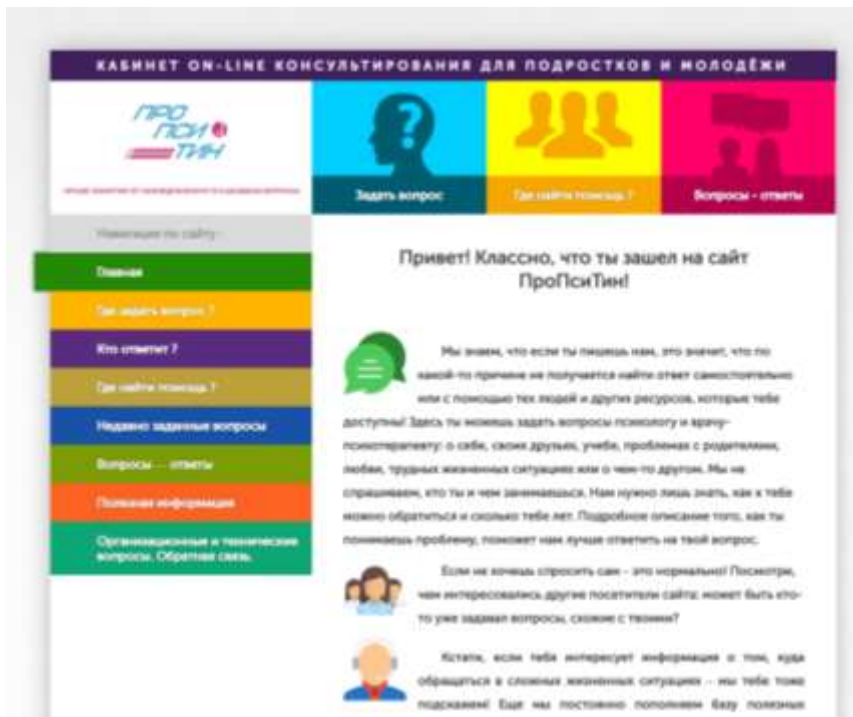 КАБИНЕТ ON-LINE КОНСУЛЬТИРОВАНИЯ ДЛЯ ПОДРОСТКОВ И МОЛОДЁЖИ
ПРО
ПСИ
ТИН
Задать вопрос
Где найти помощь ?
Вопросы - ответы
Навигация по сайту
Главная
Где задать вопрос ?
Кто ответит ?
Где найти помощь ?
Недавно заданные вопросы
Вопросы — ответы
Полезная информация
Организационные и технические
вопросы. Обратная связь.
Привет! Классно, что ты зашел на сайт
ПроПсиТин!
Мы знаем, что если ты пишешь нам, это значит, что по
какой-то причине не получается найти ответ самостоятельно
или с помощью тех людей и других ресурсов, которые тебе
доступны! Здесь ты можешь задать вопросы психологу и врачу-
психотерапевту: о себе, своих друзьях, учебе, проблемах с родителями,
любви, трудных жизненных ситуациях или о чем-то другом. Мы не
спрашиваем, кто ты и чем занимаешься. Нам нужно лишь знать, как к тебе
можно обратиться и сколько тебе лет. Подробное описание того, как ты
понимаешь проблему, поможет нам лучше ответить на твой вопрос.
Если не хочешь спросить сам - это нормально! Посмотри,
чем интересовались другие посетители сайта: может быть кто-
то уже задавал вопросы, схожие с твоими?
Кстати, если тебя интересует информация о том, куда
обращаться в сложных жизненных ситуациях - мы тебе тоже
подскажем! Еще мы постоянно пополняем базу полезных